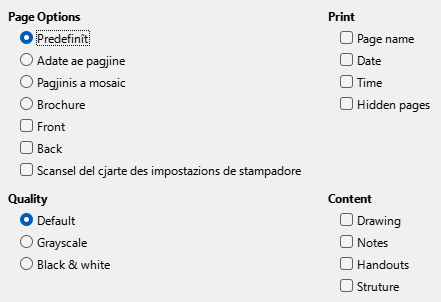 Page Options
Predefinît
Adate ae pagjine
Pagjinis a mosaic
Brochure
Front
Back
Scansel del cjarte des impostazions de stampadore
Print
Page name
Date
Time
Hidden pages
Quality
Default
Grayscale
Black & white
Content
Drawing
Notes
Handouts
Struture